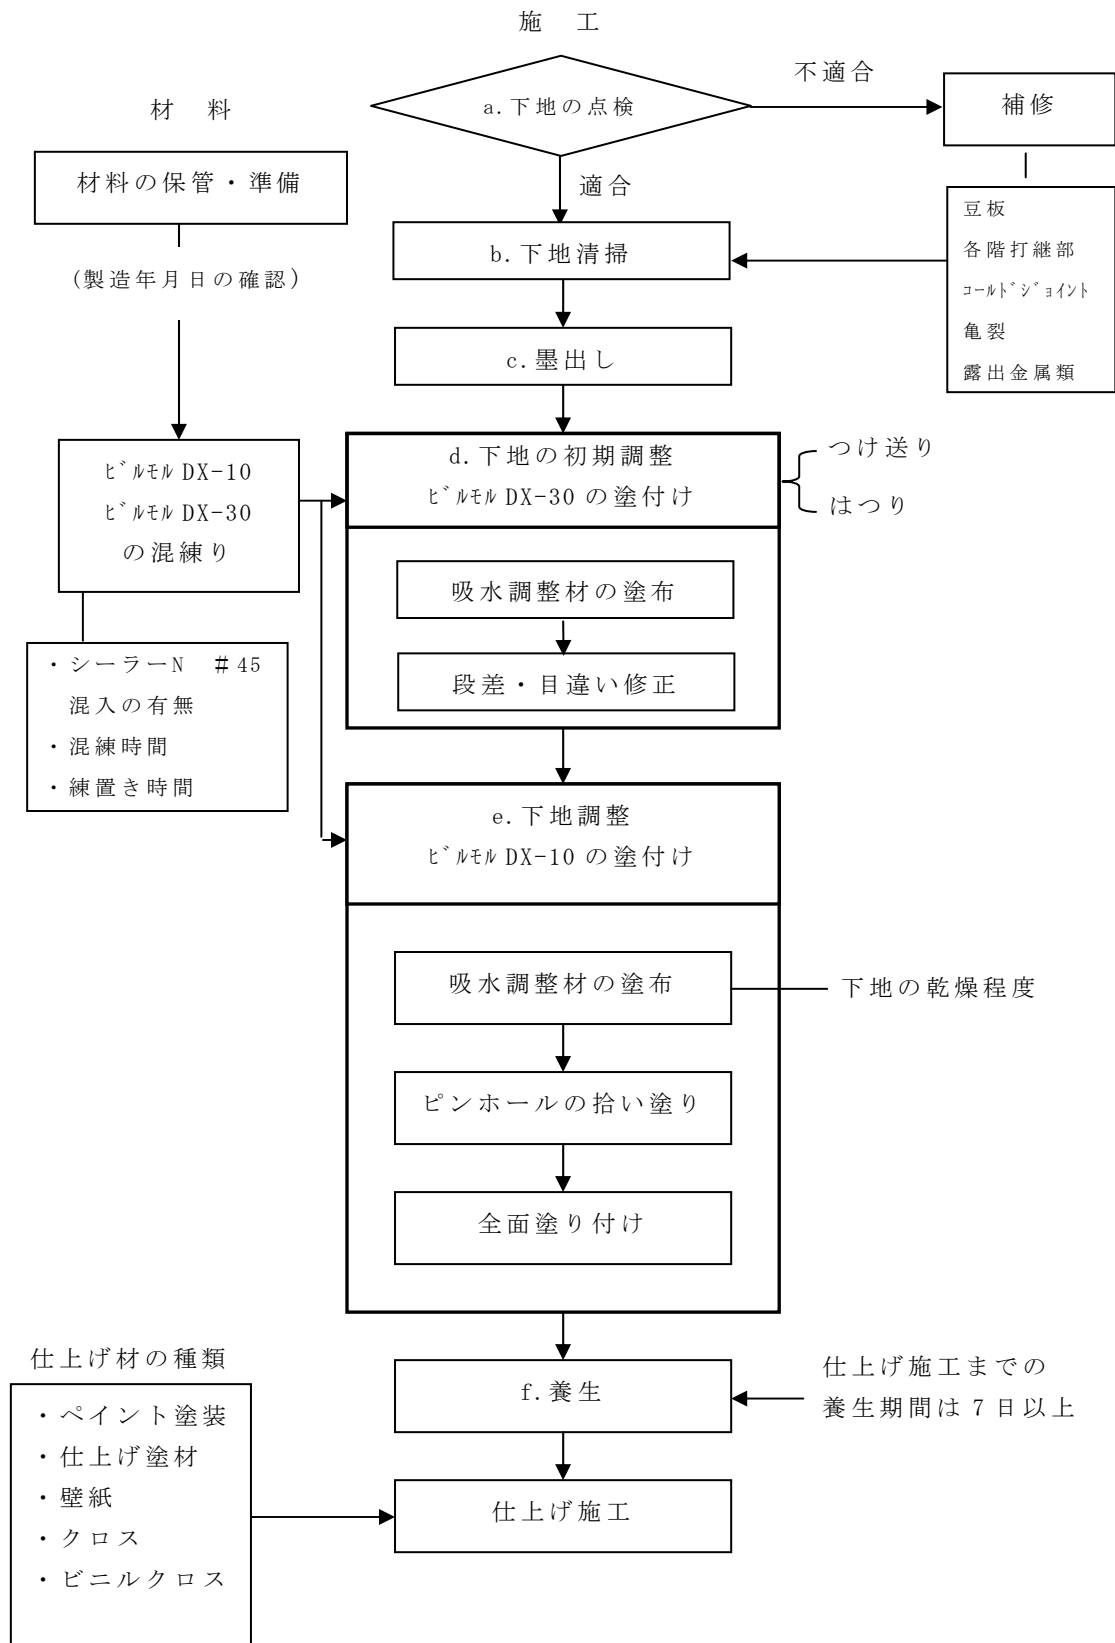 施　工
不適合
材　料
a.下地の点検
補修
材料の保管・準備
適合
豆板
各階打継部
ｺｰﾙﾄﾞｼﾞｮｲﾝﾄ
亀裂
露出金属類
b.下地清掃
(製造年月日の確認)
c.墨出し
d.下地の初期調整
ﾋﾞﾙﾓﾙ DX-30 の塗付け
つけ送り
はつり
ﾋﾞﾙﾓﾙ DX-10
ﾋﾞﾙﾓﾙ DX-30
の混練り
吸水調整材の塗布
段差・目違い修正
・シーラーN　＃45
混入の有無
・混練時間
・練置き時間
e.下地調整
ﾋﾞﾙﾓﾙ DX-10 の塗付け
吸水調整材の塗布
下地の乾燥程度
ピンホールの拾い塗り
全面塗り付け
f.養生
仕上げ施工までの
養生期間は 7 日以上
仕上げ材の種類
・ペイント塗装
・仕上げ塗材
・壁紙
・クロス
・ビニルクロス
仕上げ施工